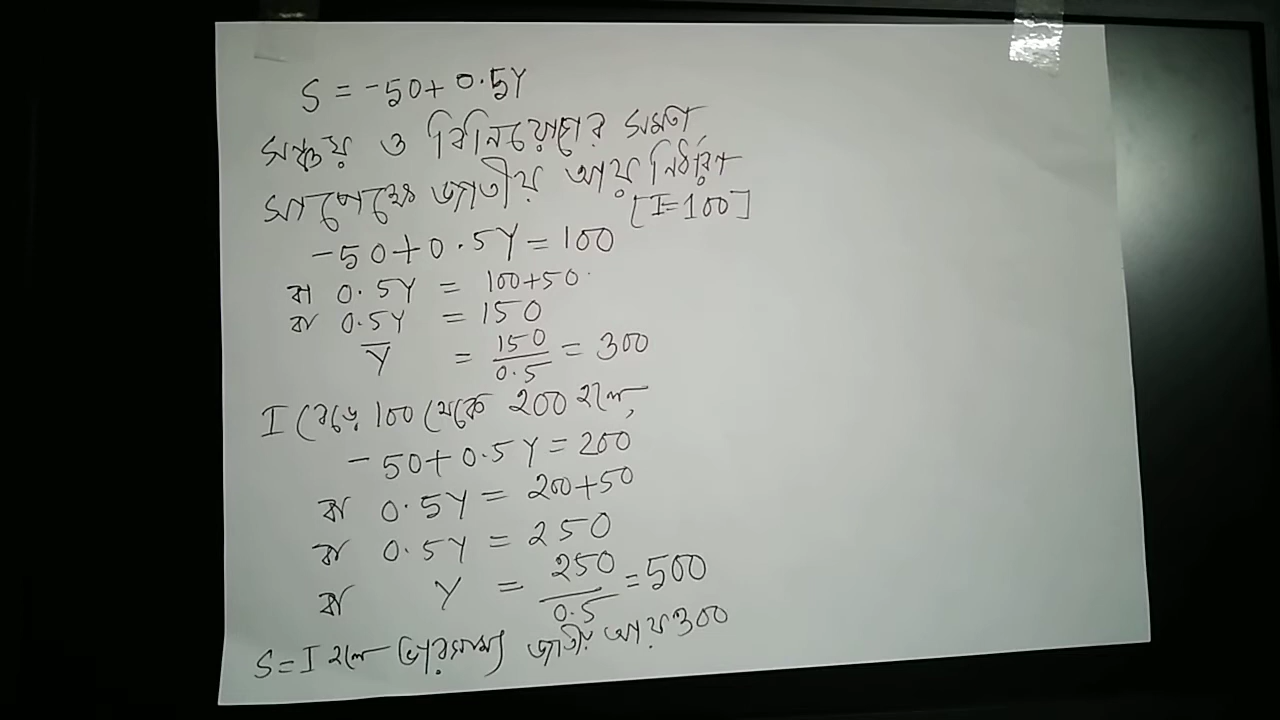 S = -50 + 0.5Y
সঞ্চয় ও বিনিয়োগের সমতা
সাপেক্ষে জাতীয় আয় নির্ধারণ
[I=100]
-50+0.5Y = 100
বা 0.5Y = 100+50
বা 0.5Y = 150
Y = 150/0.5 = 300
I বেড়ে 100 থেকে 200 হলে,
-50+0.5Y = 200
বা 0.5Y = 200+50
বা 0.5Y = 250
বা Y = 250/0.5 = 500
S = I হলে ভারসাম্য জাতীয় আয় 300